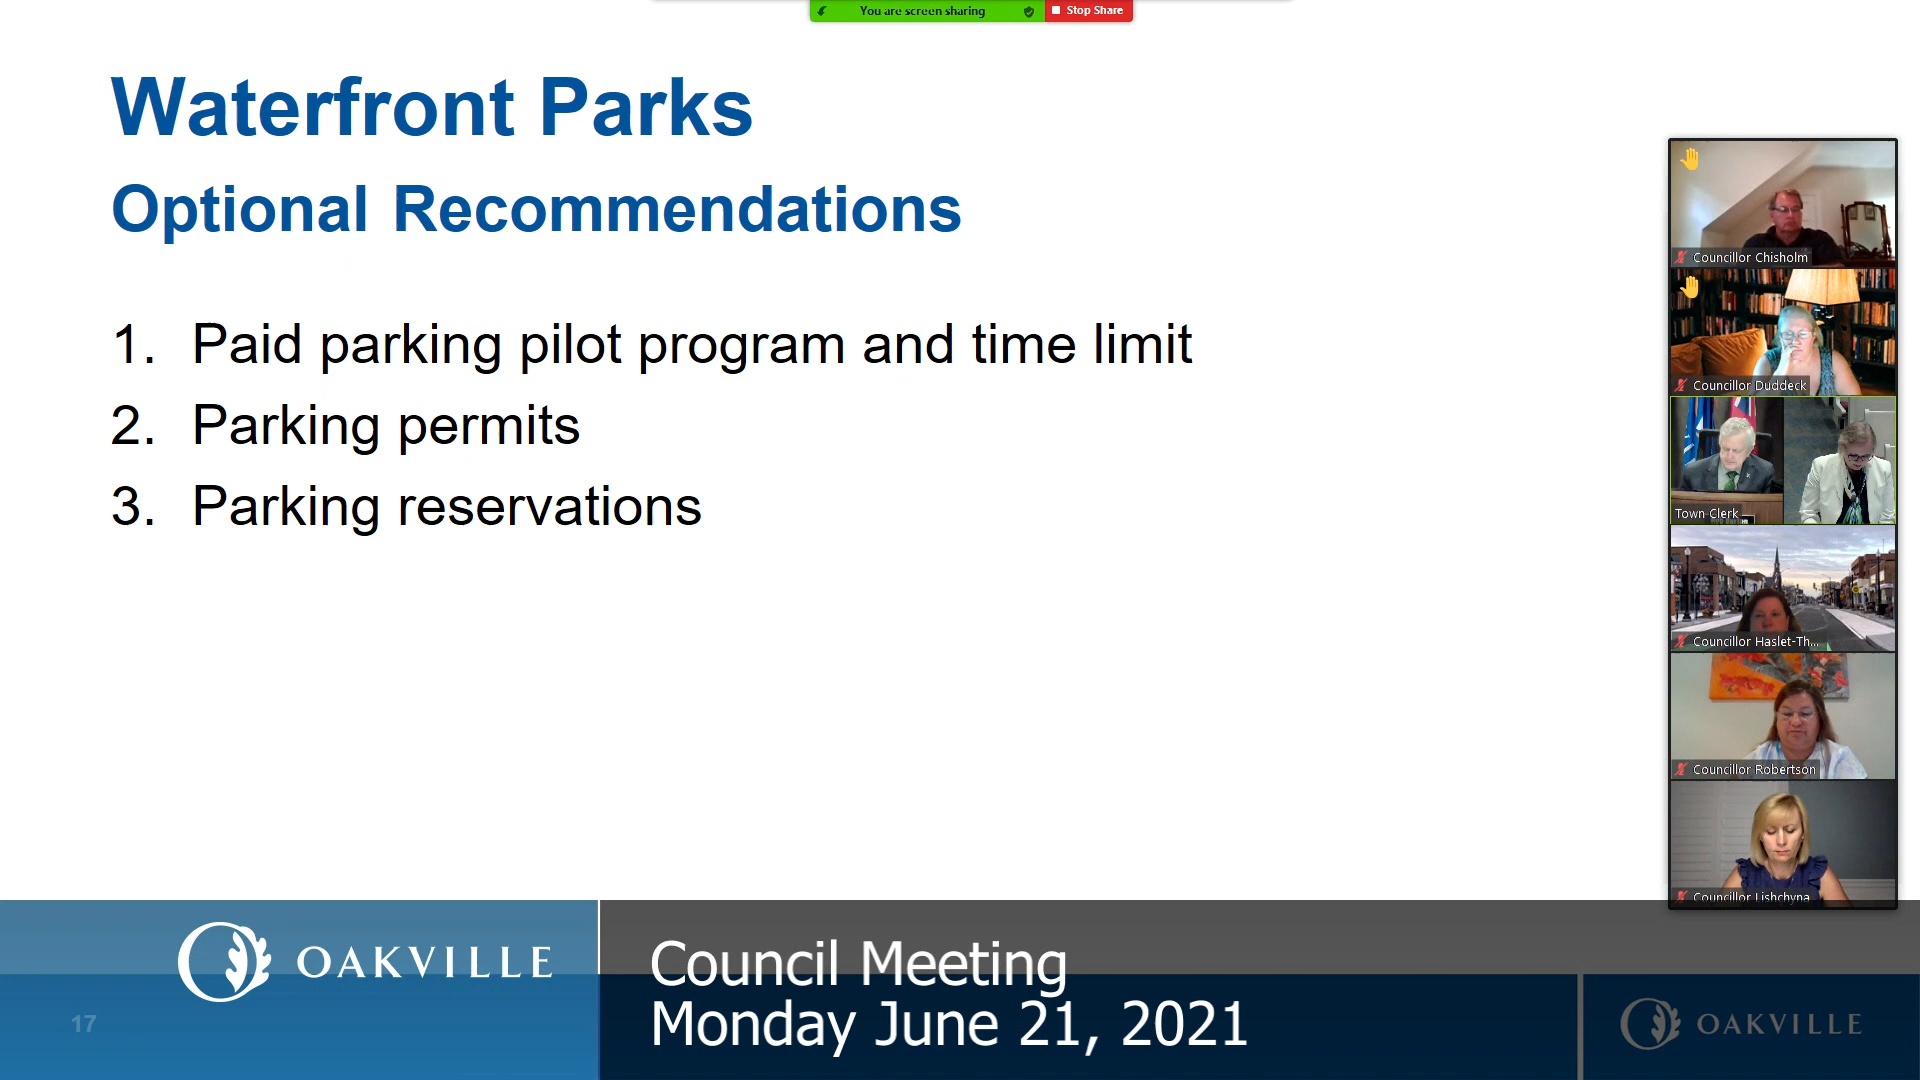 You are screen sharing
Stop Share
Waterfront Parks
Optional Recommendations
1. Paid parking pilot program and time limit
2. Parking permits
3. Parking reservations
Councillor Chisholm
Councillor Duddeck
Town Clerk
Councillor Haslet-Th...
Councillor Robertson
Councillor Lishchyna
OAKVILLE
17
Council Meeting
Monday June 21, 2021
OAKVILLE